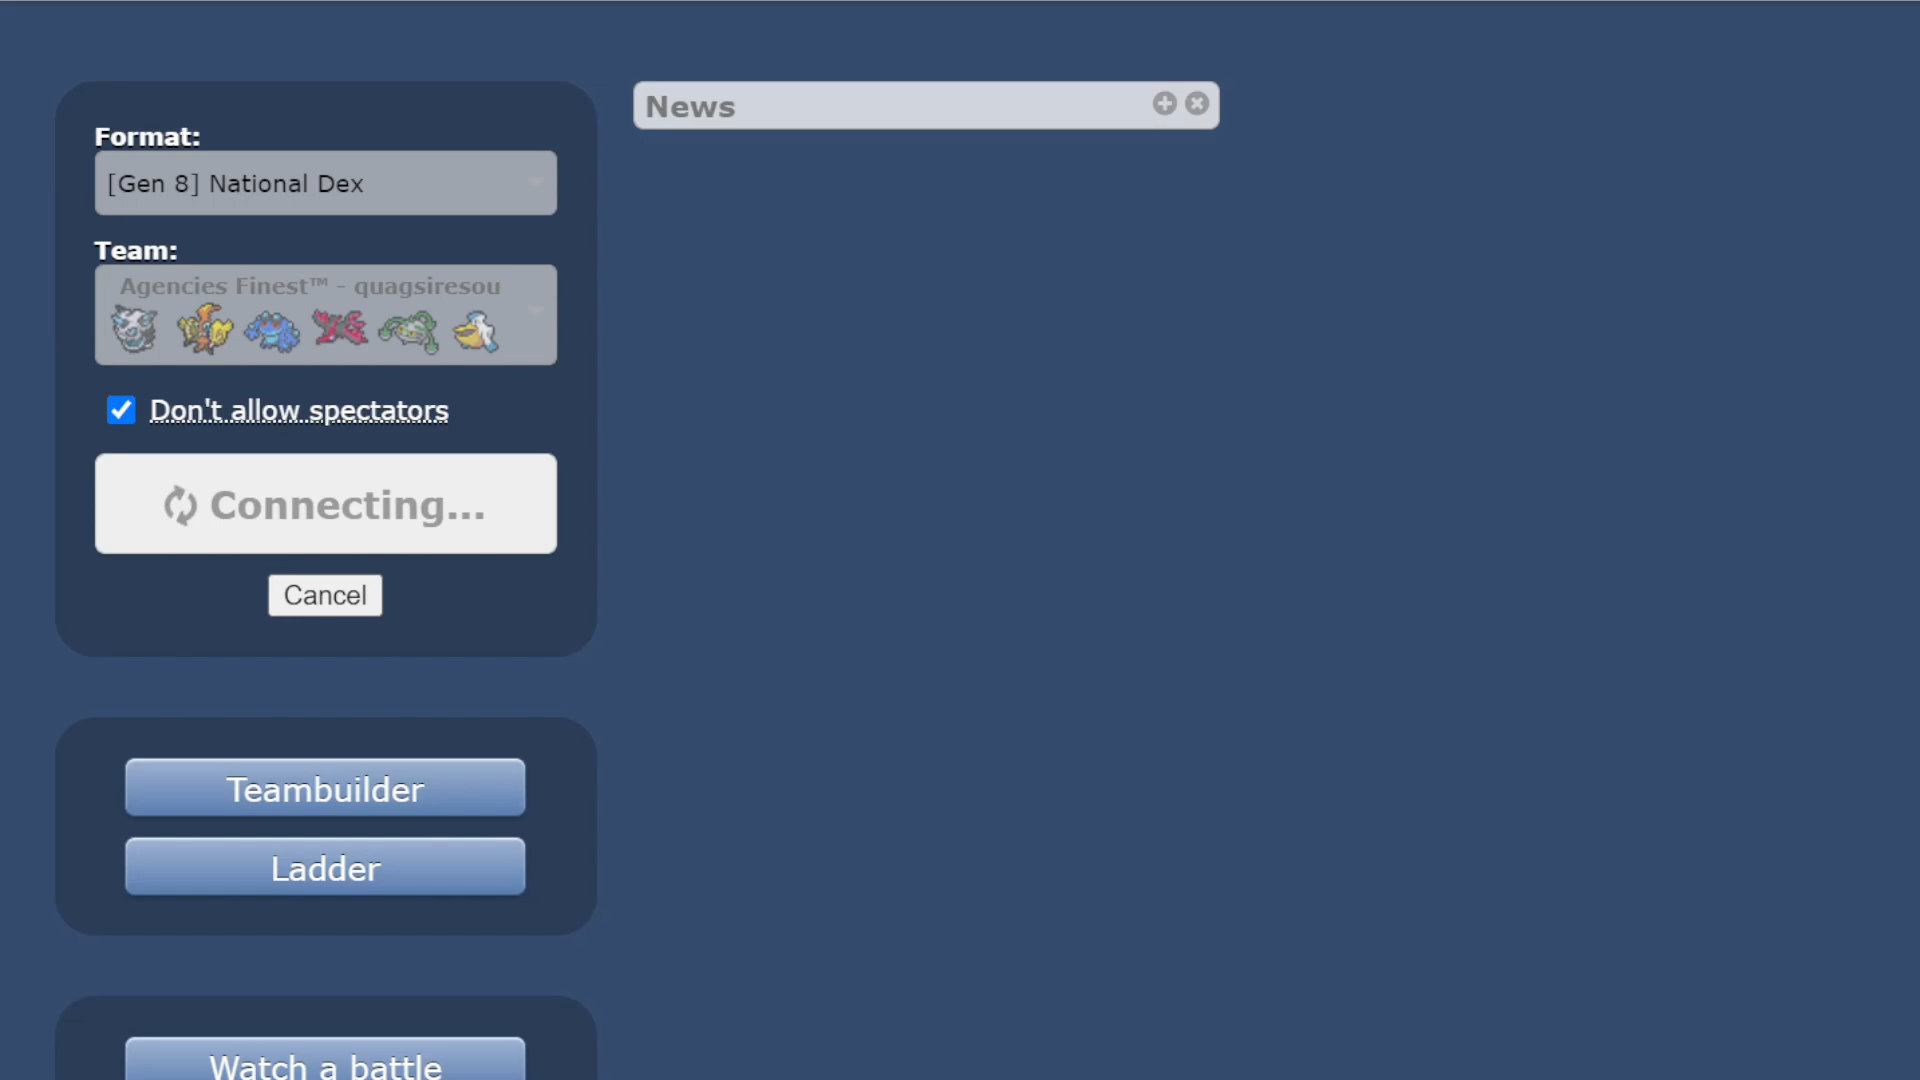 Format:
[Gen 8] National Dex
Team:
Agencies Finest™ - quagsiresou
Don't allow spectators
Connecting...
Cancel
Teambuilder
Ladder
Watch a battle
News